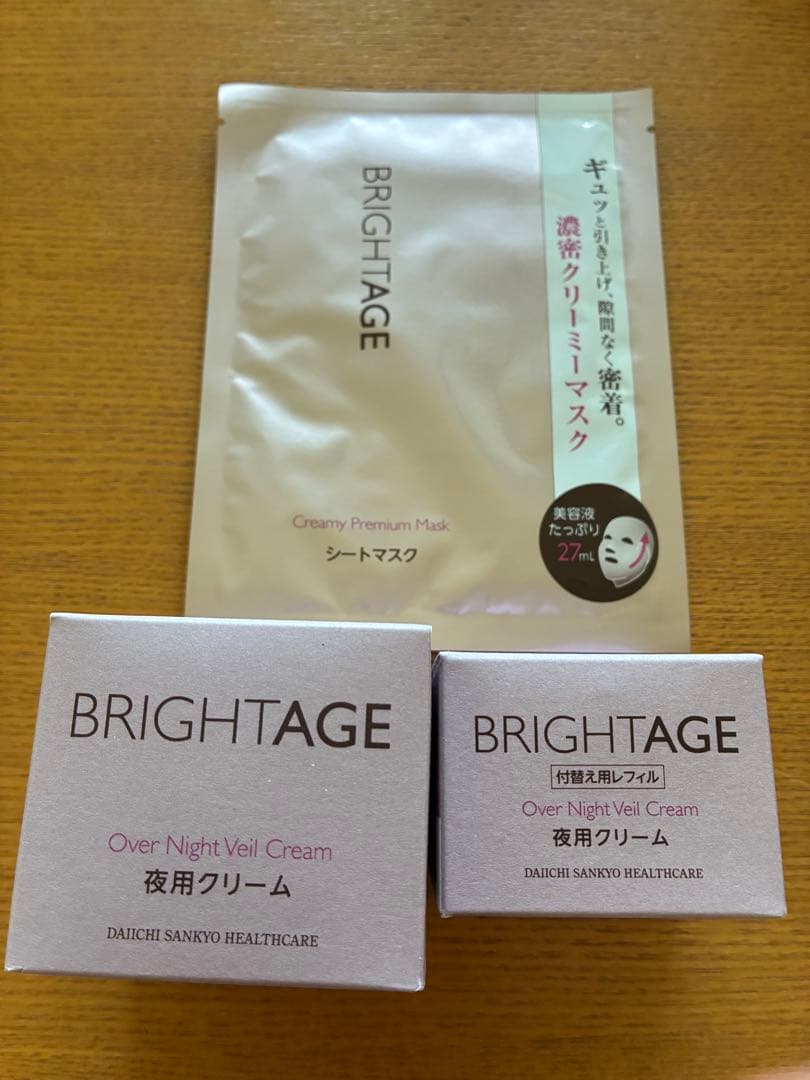 BRIGHTAGE
ギュッと引き上げ、隙間なく密着。
濃密クリーミーマスク
Creamy Premium Mask
シートマスク
美容液
たっぷり
27mL
BRIGHTAGE
Over Night Veil Cream
夜用クリーム
DAIICHI SANKYO HEALTHCARE
BRIGHTAGE
付替え用レフィル
Over Night Veil Cream
夜用クリーム
DAIICHI SANKYO HEALTHCARE